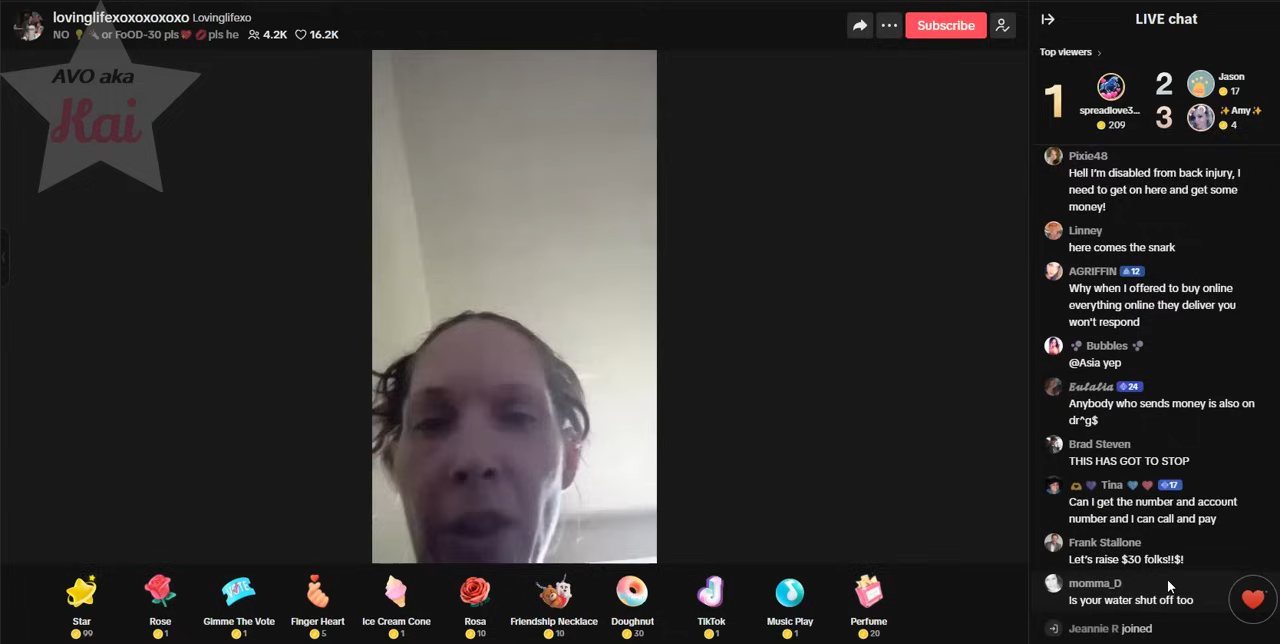 lovinglifexoxoxoxoxo Lovinglifexo
NO 💡🔌 or FoOD-30 pls❤️💋pls he 4.2K 16.2K
Subscribe
LIVE chat
AVO aka
Kai
Top viewers
1
spreadlove3...
209
2
Jason
17
3
✨Amy✨
4
Pixie48
Hell I'm disabled from back injury, I
need to get on here and get some
money!
Linney
here comes the snark
AGRIFFIN 12
Why when I offered to buy online
everything online they deliver you
won't respond
Bubbles
@Asia yep
𝓔𝓾𝓵𝓪𝓵𝓲𝓪 24
Anybody who sends money is also on
dr^g$
Brad Steven
THIS HAS GOT TO STOP
Tina 17
Can I get the number and account
number and I can call and pay
Frank Stallone
Let's raise $30 folks!!$!
momma_D
Is your water shut off too
Jeannie R joined
Star
99
Rose
1
Gimme The Vote
1
Finger Heart
5
Ice Cream Cone
1
Rosa
10
Friendship Necklace
10
Doughnut
30
TikTok
1
Music Play
1
Perfume
20